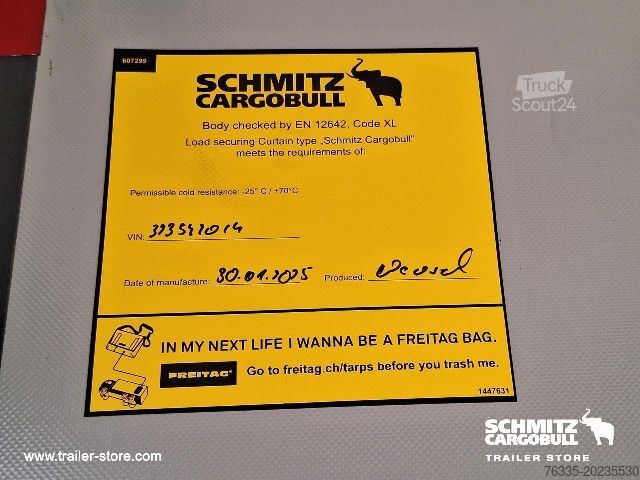 607299
SCHMITZ
CARGOBULL
Truck
Scout24
Body checked by EN 12642, Code XL
Load securing Curtain type „Schmitz Cargobull"
meets the requirements of:
Permissible cold resistance: -25° C / +70°C
VIN:
Date of manufacture: 30.01.2025 Produced:
IN MY NEXT LIFE I WANNA BE A FREITAG BAG.
FREITAG® Go to freitag.ch/tarps before you trash me.
1447631
SCHMITZ
CARGOBULL
TRAILER STORE
www.trailer-store.com
76335-20235530